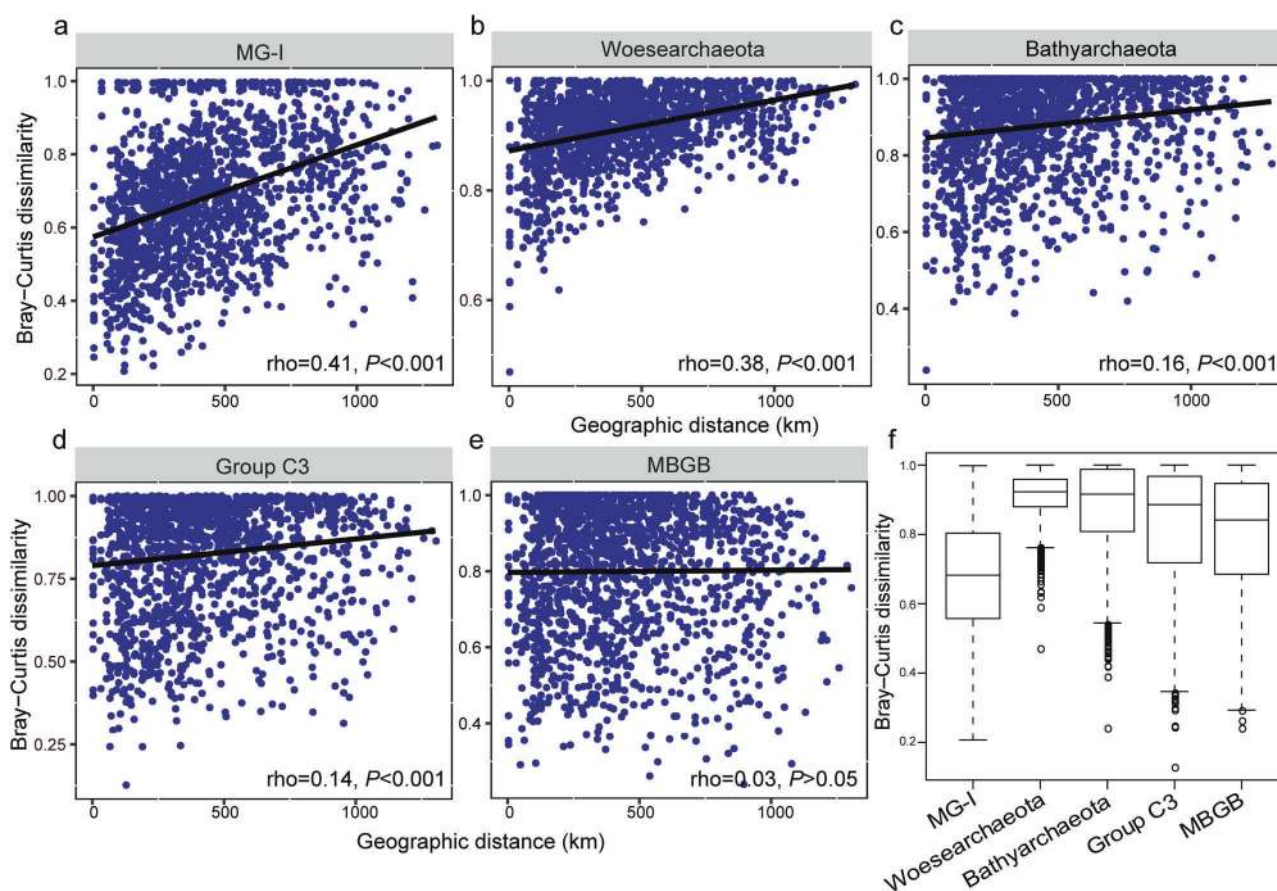 a
MG-I
Bray−Curtis dissimilarity
1.0
0.8
0.6
0.4
0.2
rho=0.41, P<0.001
0
500
1000
b
Woesearchaeota
1.0
0.8
0.6
rho=0.38, P<0.001
0
500
1000
Geographic distance (km)
c
Bathyarchaeota
1.0
0.8
0.6
0.4
rho=0.16, P<0.001
0
500
1000
d
Group C3
Bray−Curtis dissimilarity
1.00
0.75
0.50
0.25
rho=0.14, P<0.001
0
500
1000
e
MBGB
1.0
0.8
0.6
0.4
rho=0.03, P>0.05
0
500
1000
Geographic distance (km)
f
Bray−Curtis dissimilarity
1.0
0.8
0.6
0.4
0.2
MG-I
Woesearchaeota
Bathyarchaeota
Group C3
MBGB